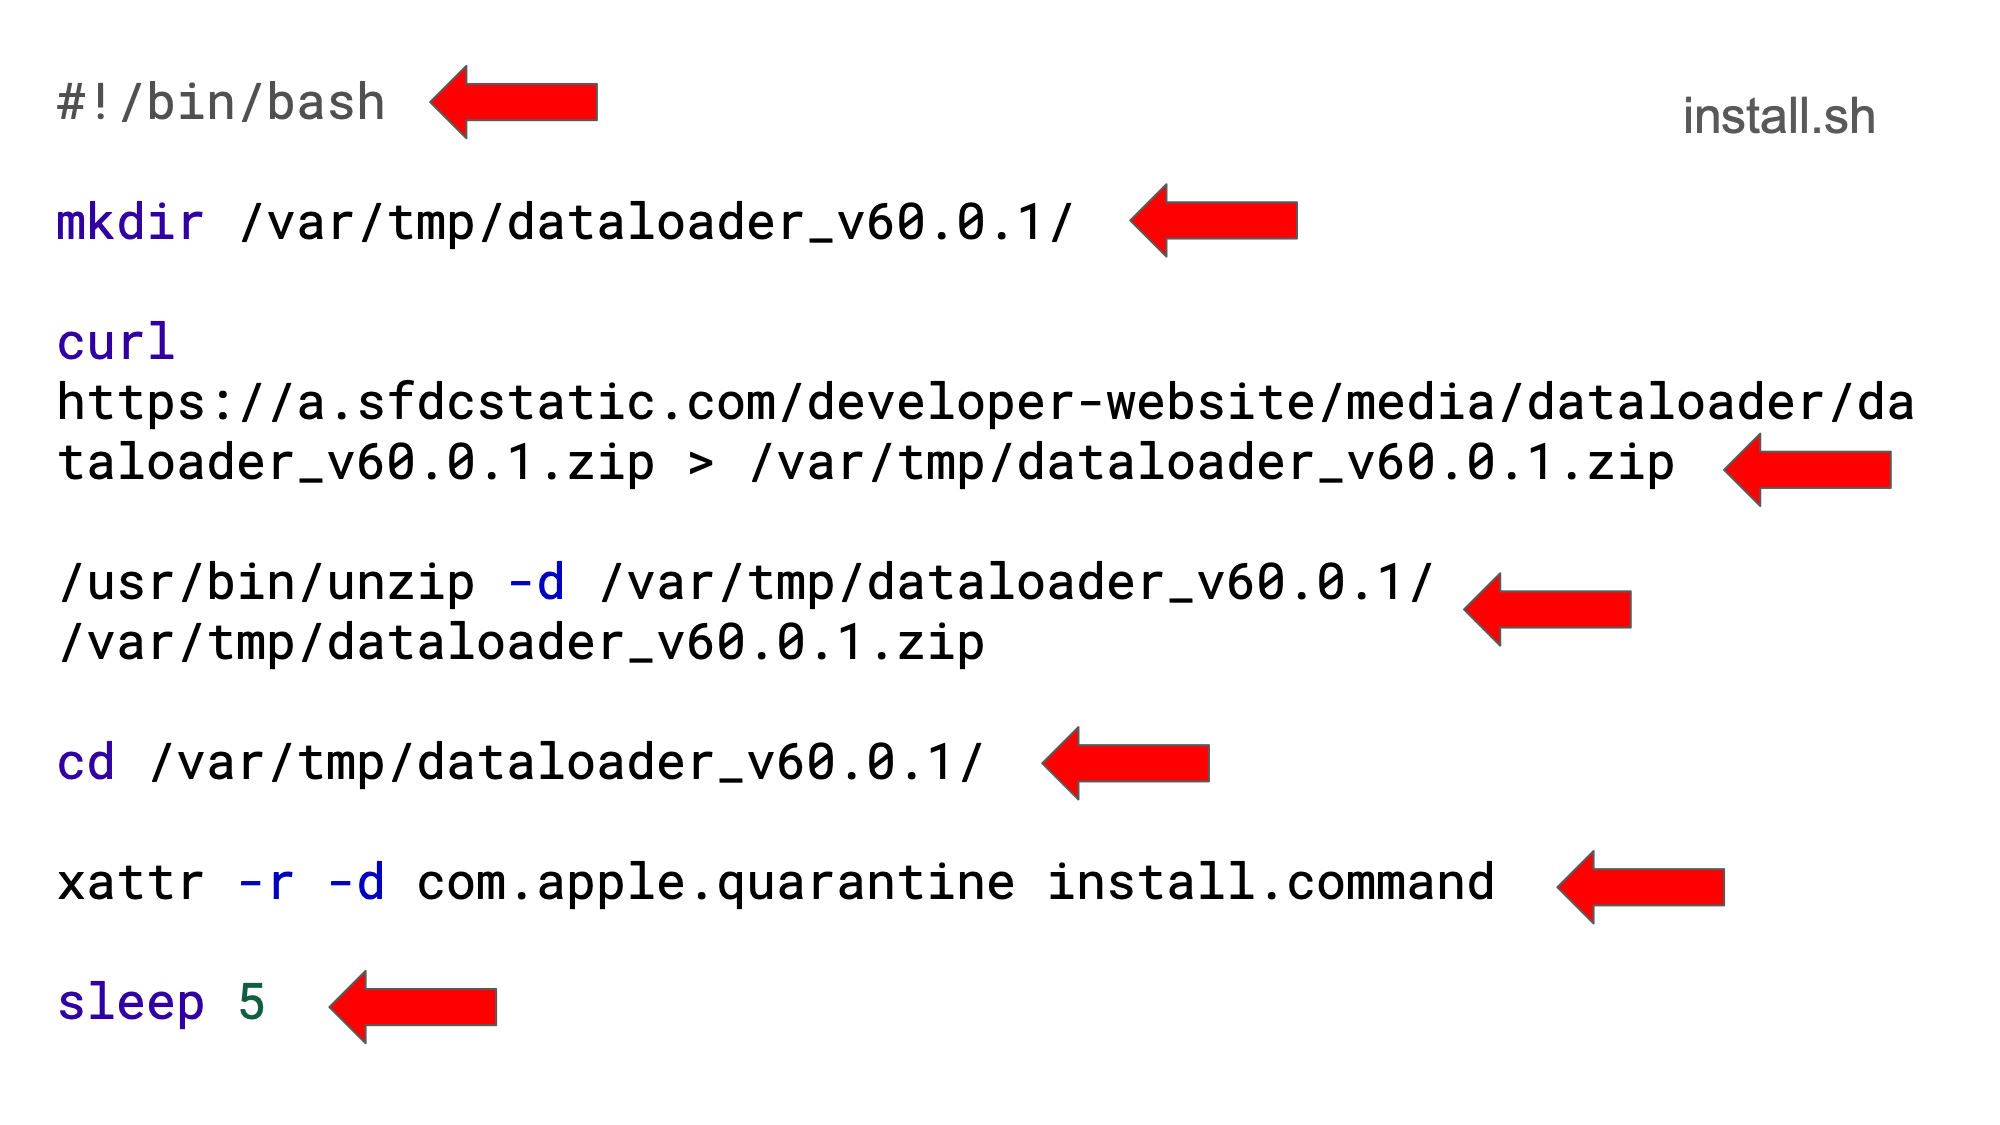 #!/bin/bash
install.sh
mkdir /var/tmp/dataloader_v60.0.1/
curl
https://a.sfdcstatic.com/developer-website/media/dataloader/da
taloader_v60.0.1.zip > /var/tmp/dataloader_v60.0.1.zip
/usr/bin/unzip -d /var/tmp/dataloader_v60.0.1/
/var/tmp/dataloader_v60.0.1.zip
cd /var/tmp/dataloader_v60.0.1/
xattr -r -d com.apple.quarantine install.command
sleep 5